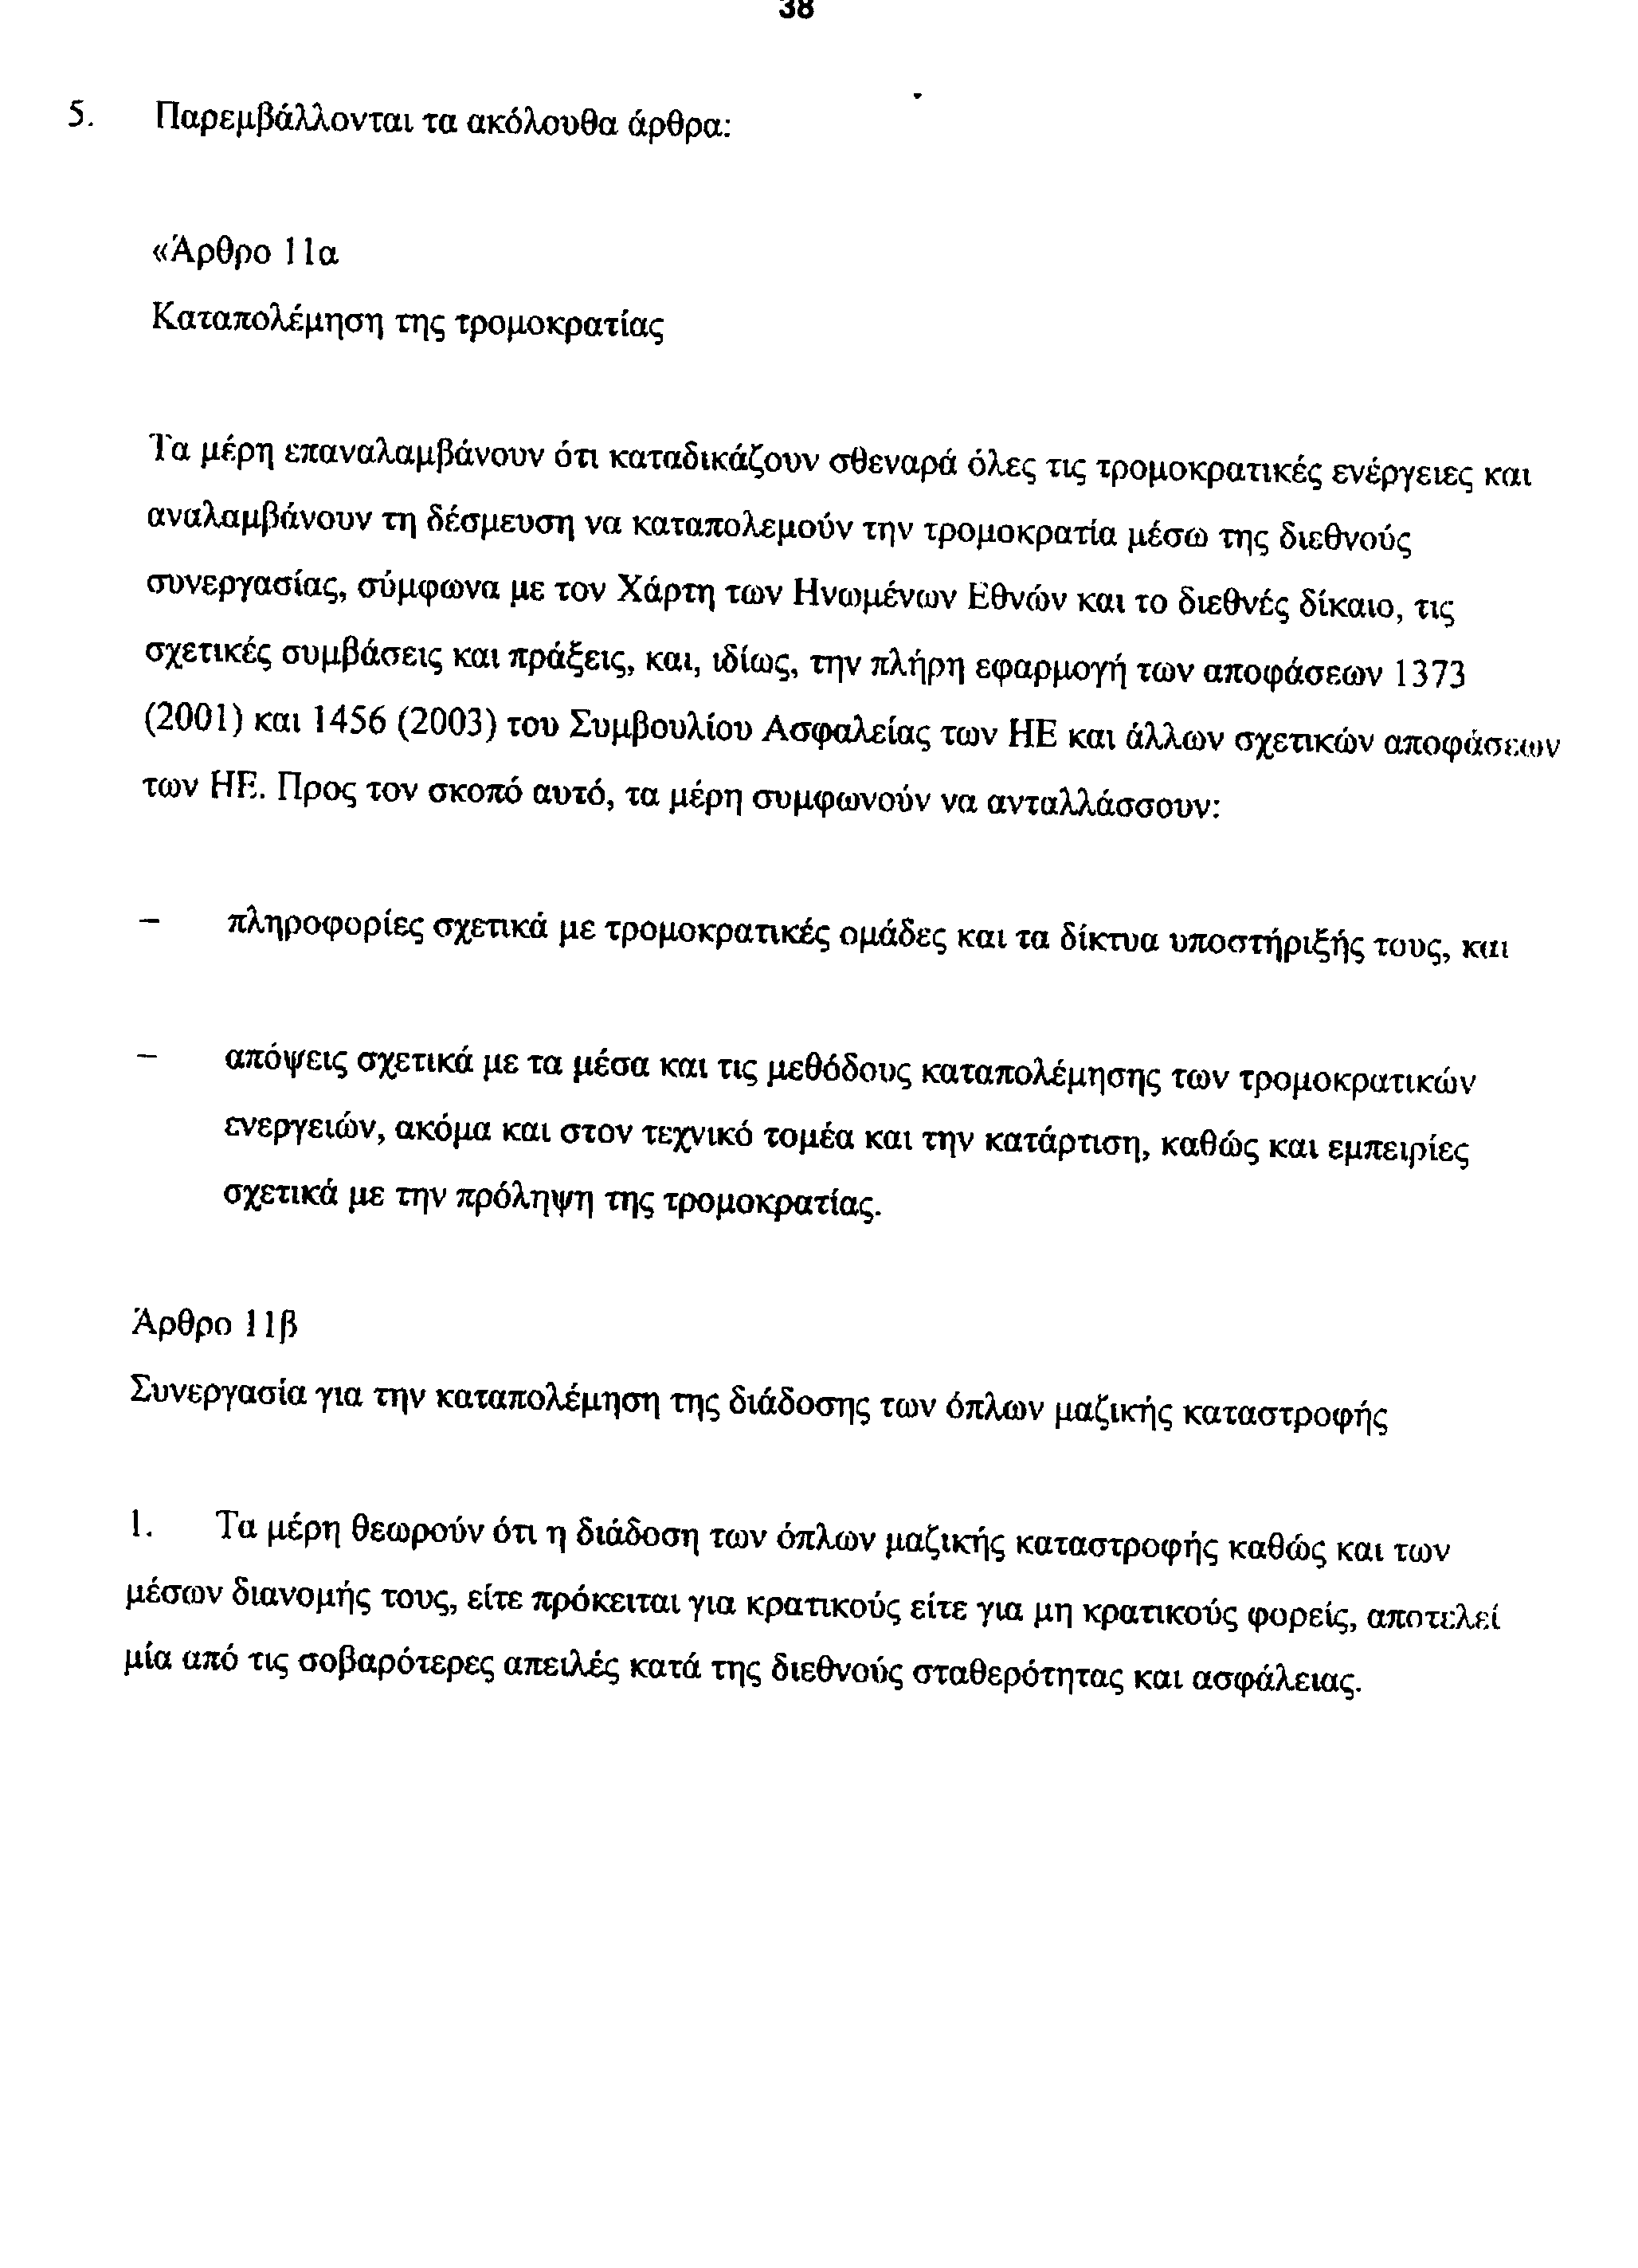 38
5. Παρεμβάλλονται τα ακόλουθα άρθρα:
«Άρθρο 11α
Καταπολέμηση της τρομοκρατίας
Τα μέρη επαναλαμβάνουν ότι καταδικάζουν σθεναρά όλες τις τρομοκρατικές ενέργειες και
αναλαμβάνουν τη δέσμευση να καταπολεμούν την τρομοκρατία μέσω της διεθνούς
συνεργασίας, σύμφωνα με τον Χάρτη των Ηνωμένων Εθνών και το διεθνές δίκαιο, τις
σχετικές συμβάσεις και πράξεις, και, ιδίως, την πλήρη εφαρμογή των αποφάσεων 1373
(2001) και 1456 (2003) του Συμβουλίου Ασφαλείας των ΗΕ και άλλων σχετικών αποφάσεων
των ΗΕ. Προς τον σκοπό αυτό, τα μέρη συμφωνούν να ανταλλάσσουν:
– πληροφορίες σχετικά με τρομοκρατικές ομάδες και τα δίκτυα υποστήριξής τους, και
– απόψεις σχετικά με τα μέσα και τις μεθόδους καταπολέμησης των τρομοκρατικών
ενεργειών, ακόμα και στον τεχνικό τομέα και την κατάρτιση, καθώς και εμπειρίες
σχετικά με την πρόληψη της τρομοκρατίας.
Άρθρο 11β
Συνεργασία για την καταπολέμηση της διάδοσης των όπλων μαζικής καταστροφής
1. Τα μέρη θεωρούν ότι η διάδοση των όπλων μαζικής καταστροφής καθώς και των
μέσων διανομής τους, είτε πρόκειται για κρατικούς είτε για μη κρατικούς φορείς, αποτελεί
μία από τις σοβαρότερες απειλές κατά της διεθνούς σταθερότητας και ασφάλειας.